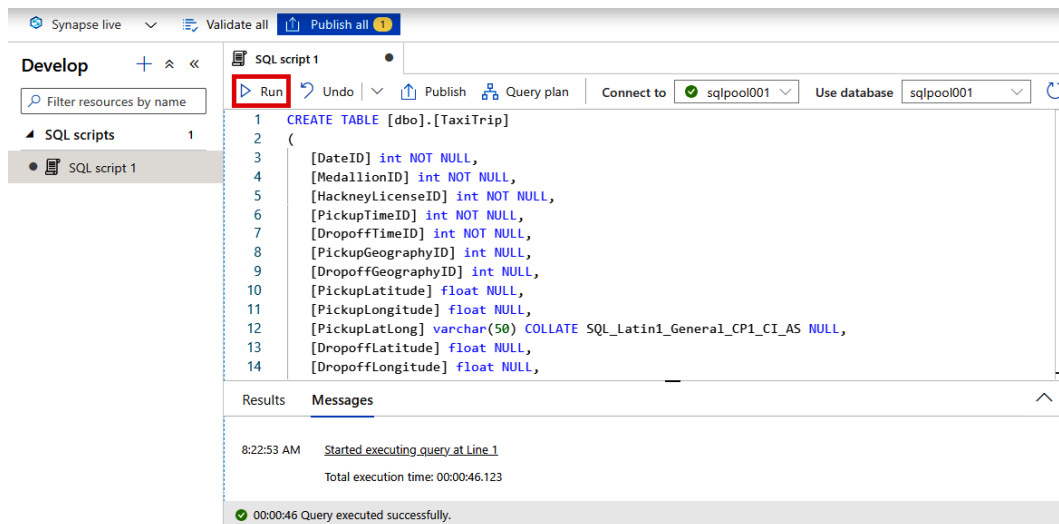 Synapse live
Validate all
Publish all 1
Develop
Filter resources by name
SQL scripts 1
SQL script 1
SQL script 1
Run Undo Publish Query plan Connect to sqlpool001 Use database sqlpool001
1 CREATE TABLE [dbo].[TaxiTrip]
2 (
3 [DateID] int NOT NULL,
4 [MedallionID] int NOT NULL,
5 [HackneyLicenseID] int NOT NULL,
6 [PickupTimeID] int NOT NULL,
7 [DropoffTimeID] int NOT NULL,
8 [PickupGeographyID] int NULL,
9 [DropoffGeographyID] int NULL,
10 [PickupLatitude] float NULL,
11 [PickupLongitude] float NULL,
12 [PickupLatLong] varchar(50) COLLATE SQL_Latin1_General_CP1_CI_AS NULL,
13 [DropoffLatitude] float NULL,
14 [DropoffLongitude] float NULL,
Results Messages
8:22:53 AM Started executing query at Line 1
Total execution time: 00:00:46.123
00:00:46 Query executed successfully.